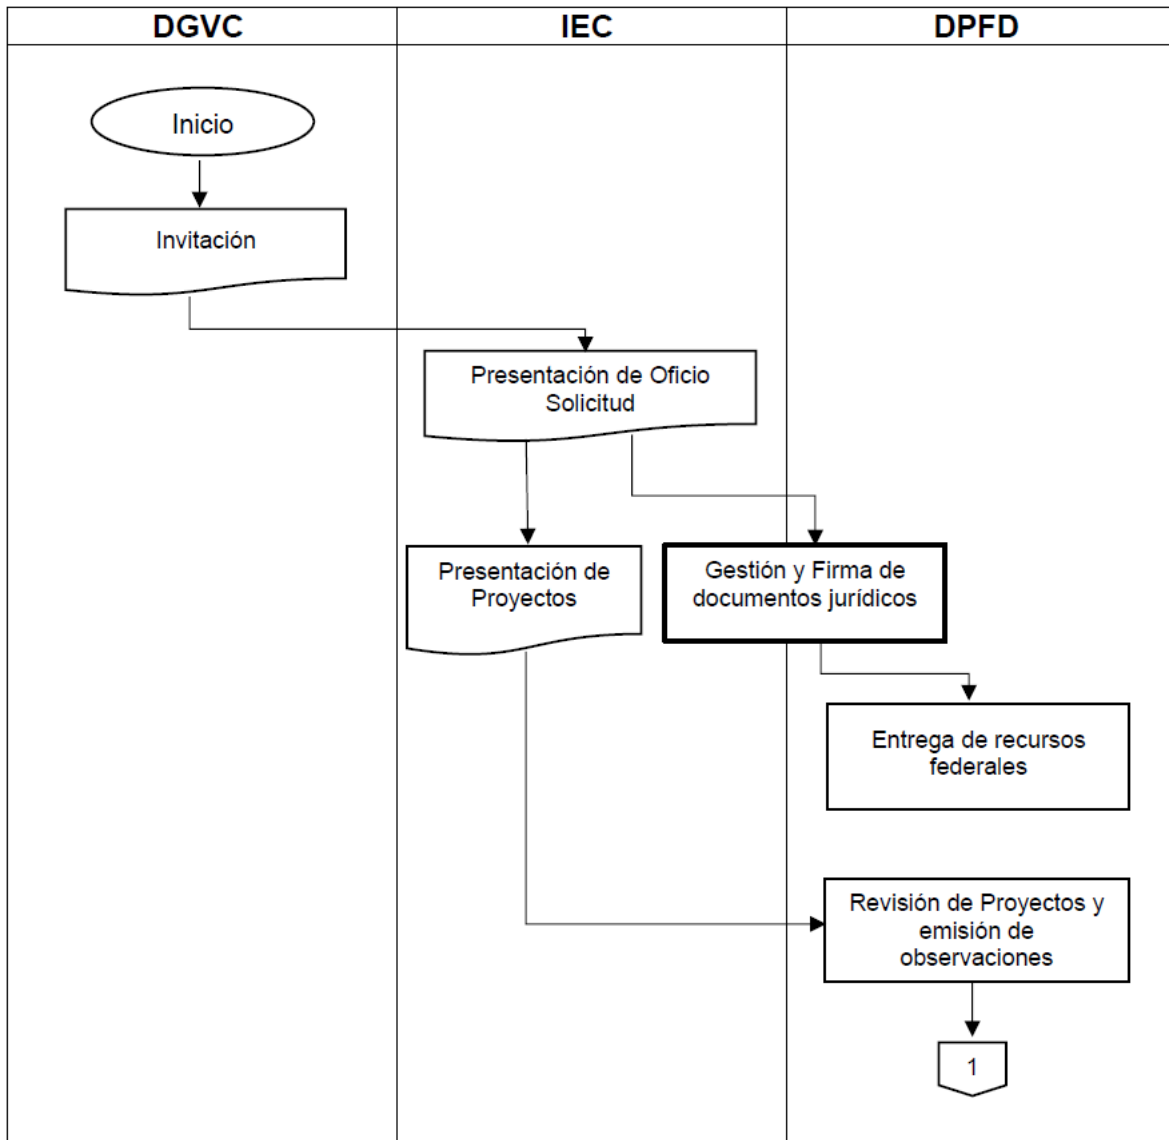 DGVC
IEC
DPFD
Inicio
Invitación
Presentación de Oficio
Solicitud
Presentación de
Proyectos
Gestión y Firma de
documentos jurídicos
Entrega de recursos
federales
Revisión de Proyectos y
emisión de
observaciones
1